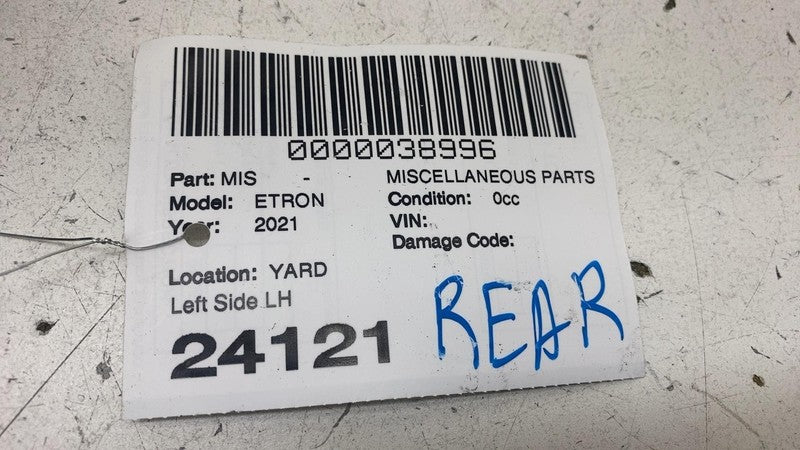 0000038996
Part: MIS - MISCELLANEOUS PARTS
Model: ETRON Condition: 0cc
Year: 2021 VIN:
Damage Code:
Location: YARD
Left Side LH
24121 REAR